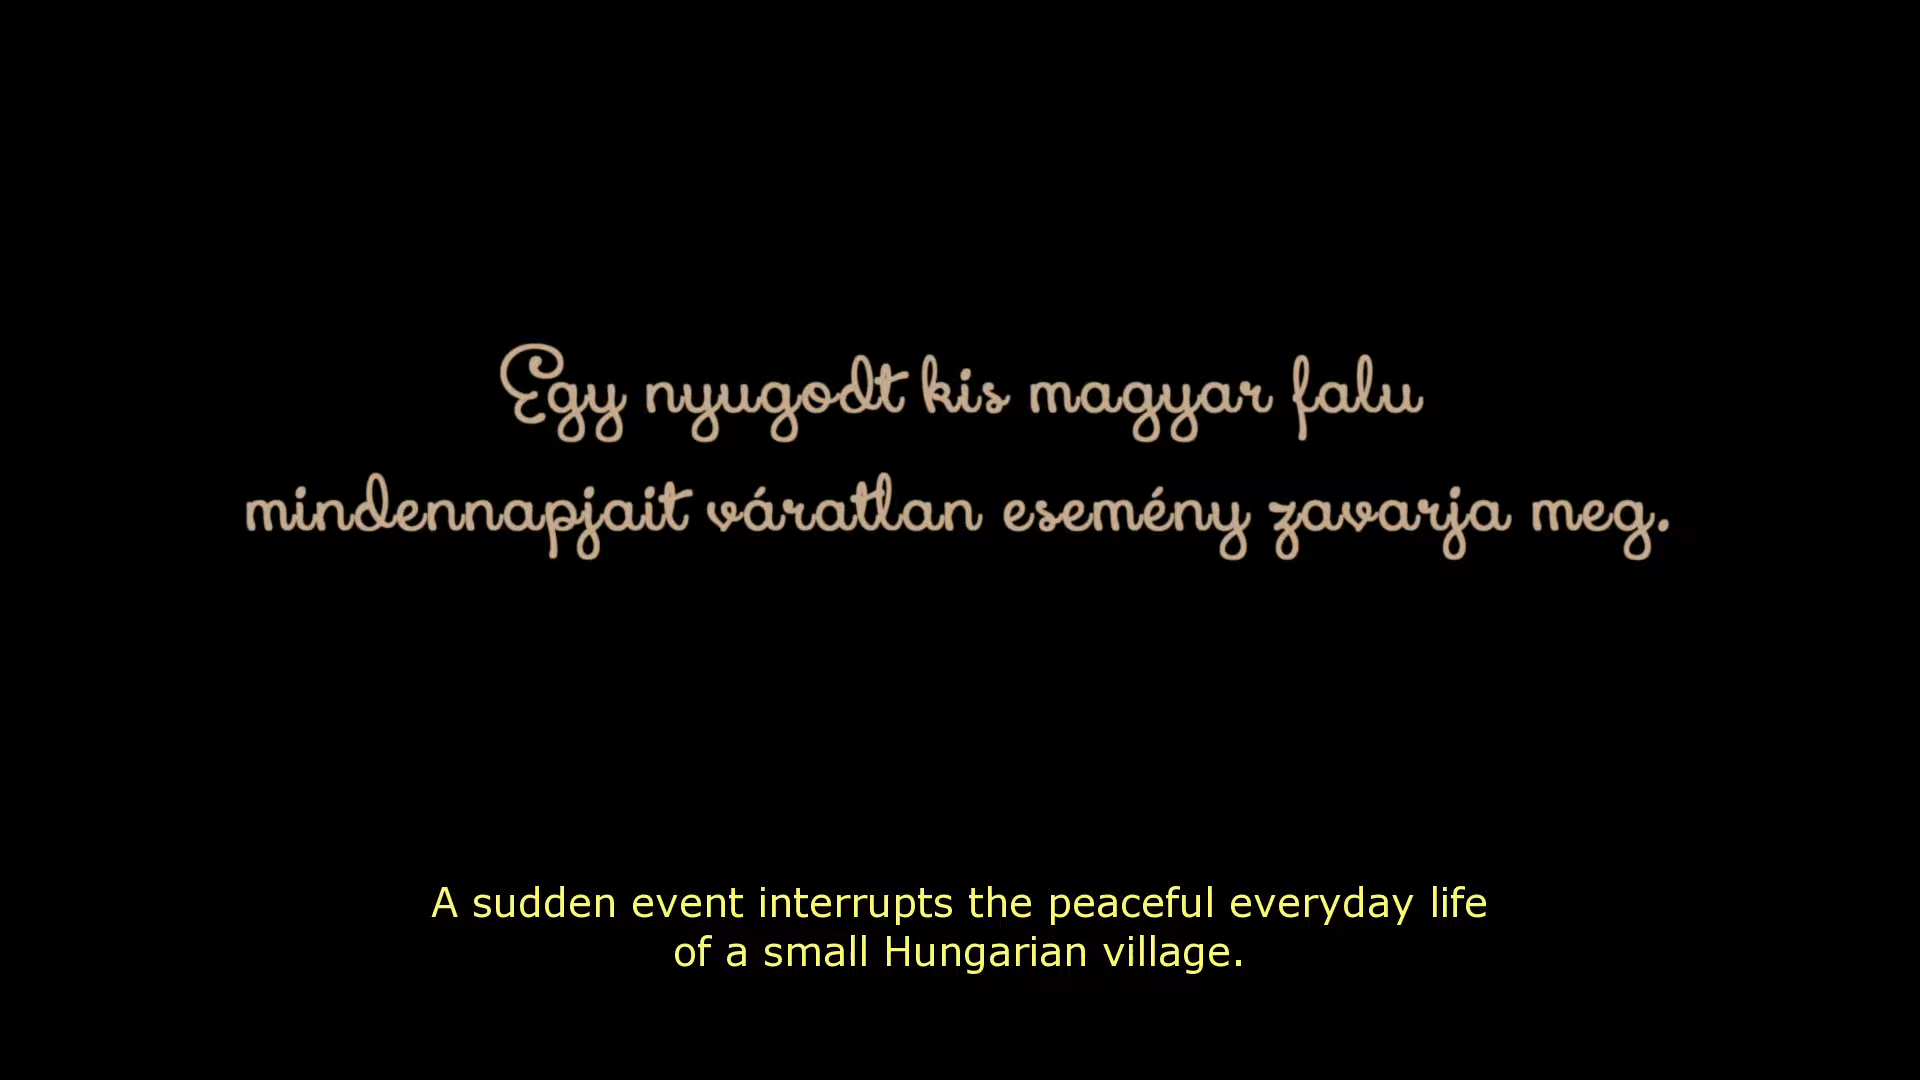 Egy nyugodt kis magyar falu
mindennapjait váratlan esemény zavarja meg.
A sudden event interrupts the peaceful everyday life
of a small Hungarian village.